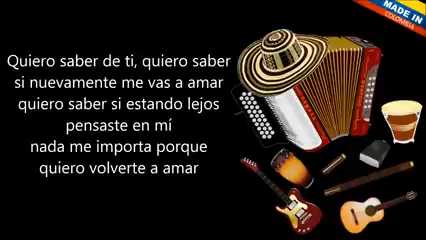 MADE IN
COLOMBIA
Quiero saber de ti, quiero saber
si nuevamente me vas a amar
quiero saber si estando lejos
pensaste en mí
nada me importa porque
quiero volverte a amar